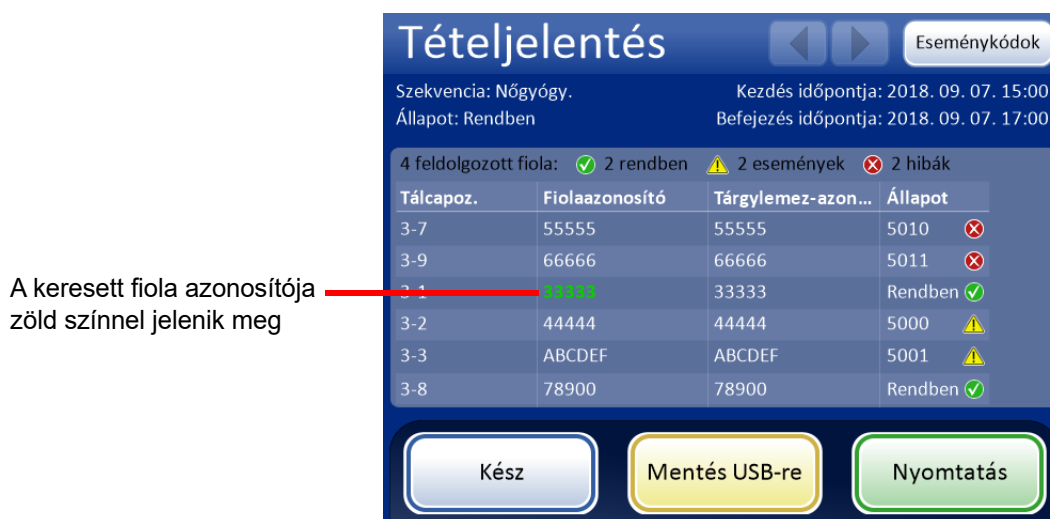 Tételjelentés
Eseménykódok
Szekvencia: Nőgyógy. Kezdés időpontja: 2018. 09. 07. 15:00
Állapot: Rendben Befejezés időpontja: 2018. 09. 07. 17:00
4 feldolgozott fiola: 2 rendben 2 események 2 hibák
Tálcapoz. Fiolaazonosító Tárgylemez-azon... Állapot
3-7 55555 55555 5010
3-9 66666 66666 5011
3-1 33333 33333 Rendben
3-2 44444 44444 5000
3-3 ABCDEF ABCDEF 5001
3-8 78900 78900 Rendben
A keresett fiola azonosítója
zöld színnel jelenik meg
Kész Mentés USB-re Nyomtatás